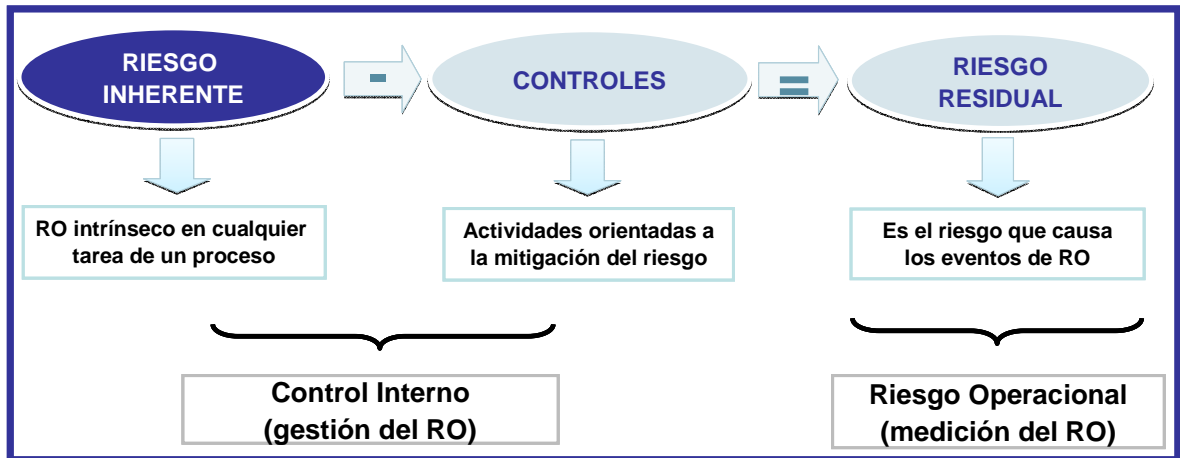 RIESGO
INHERENTE
-
CONTROLES
=
RIESGO
RESIDUAL
RO intrínseco en cualquier
tarea de un proceso
Actividades orientadas a
la mitigación del riesgo
Es el riesgo que causa
los eventos de RO
Control Interno
(gestión del RO)
Riesgo Operacional
(medición del RO)